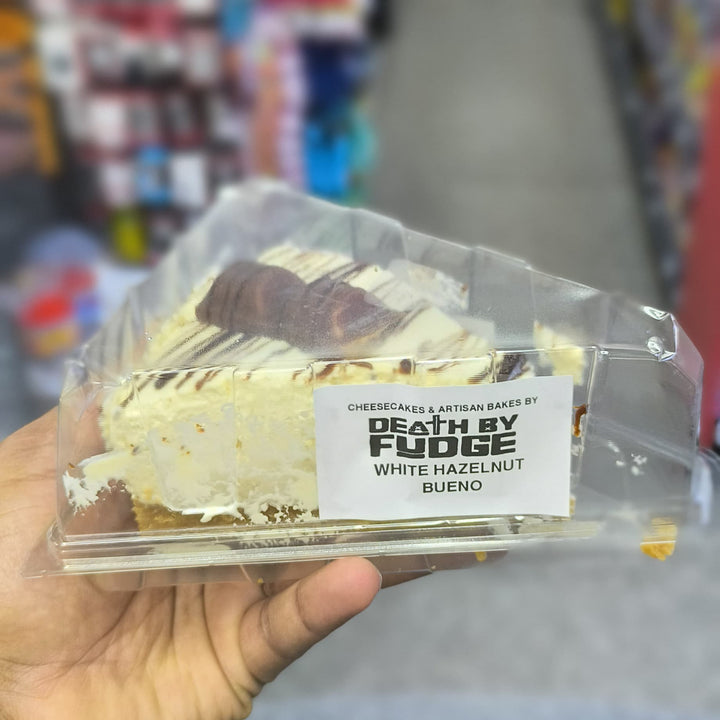 CHEESECAKES & ARTISAN BAKES BY
DEATH BY
FUDGE
WHITE HAZELNUT
BUENO